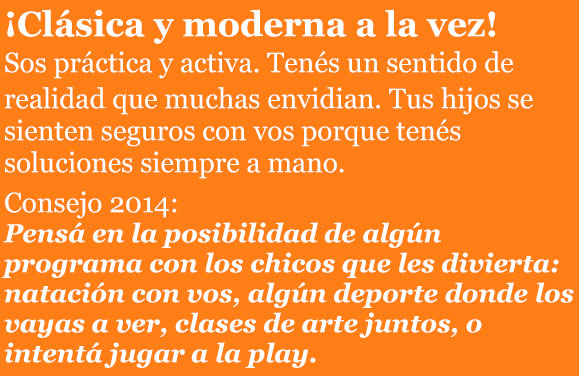 ¡Clásica y moderna a la vez!
Sos práctica y activa. Tenés un sentido de
realidad que muchas envidian. Tus hijos se
sienten seguros con vos porque tenés
soluciones siempre a mano.
Consejo 2014:
Pensá en la posibilidad de algún
programa con los chicos que les divierta:
natación con vos, algún deporte donde los
vayas a ver, clases de arte juntos, o
intentá jugar a la play.